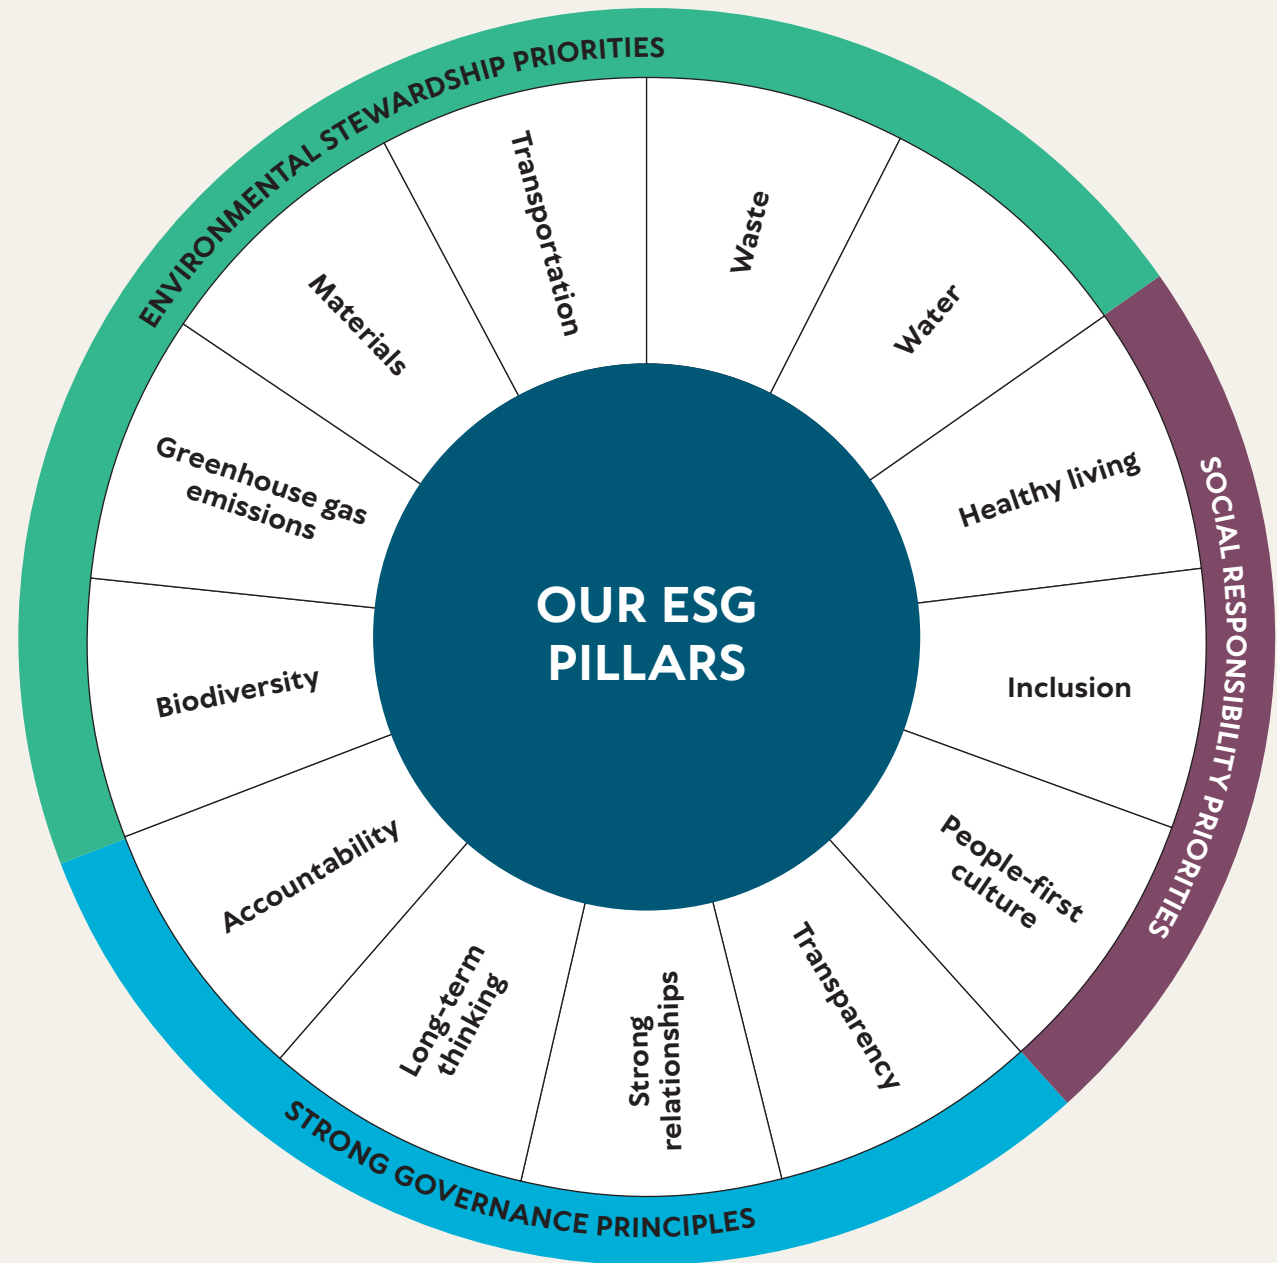 ENVIRONMENTAL STEWARDSHIP PRIORITIES
Transportation
Waste
Materials
Water
Greenhouse gas
emissions
Healthy living
SOCIAL RESPONSIBILITY PRIORITIES
OUR ESG
PILLARS
Biodiversity
Inclusion
Accountability
People-first
culture
Long-term
thinking
Strong
relationships
Transparency
STRONG GOVERNANCE PRINCIPLES